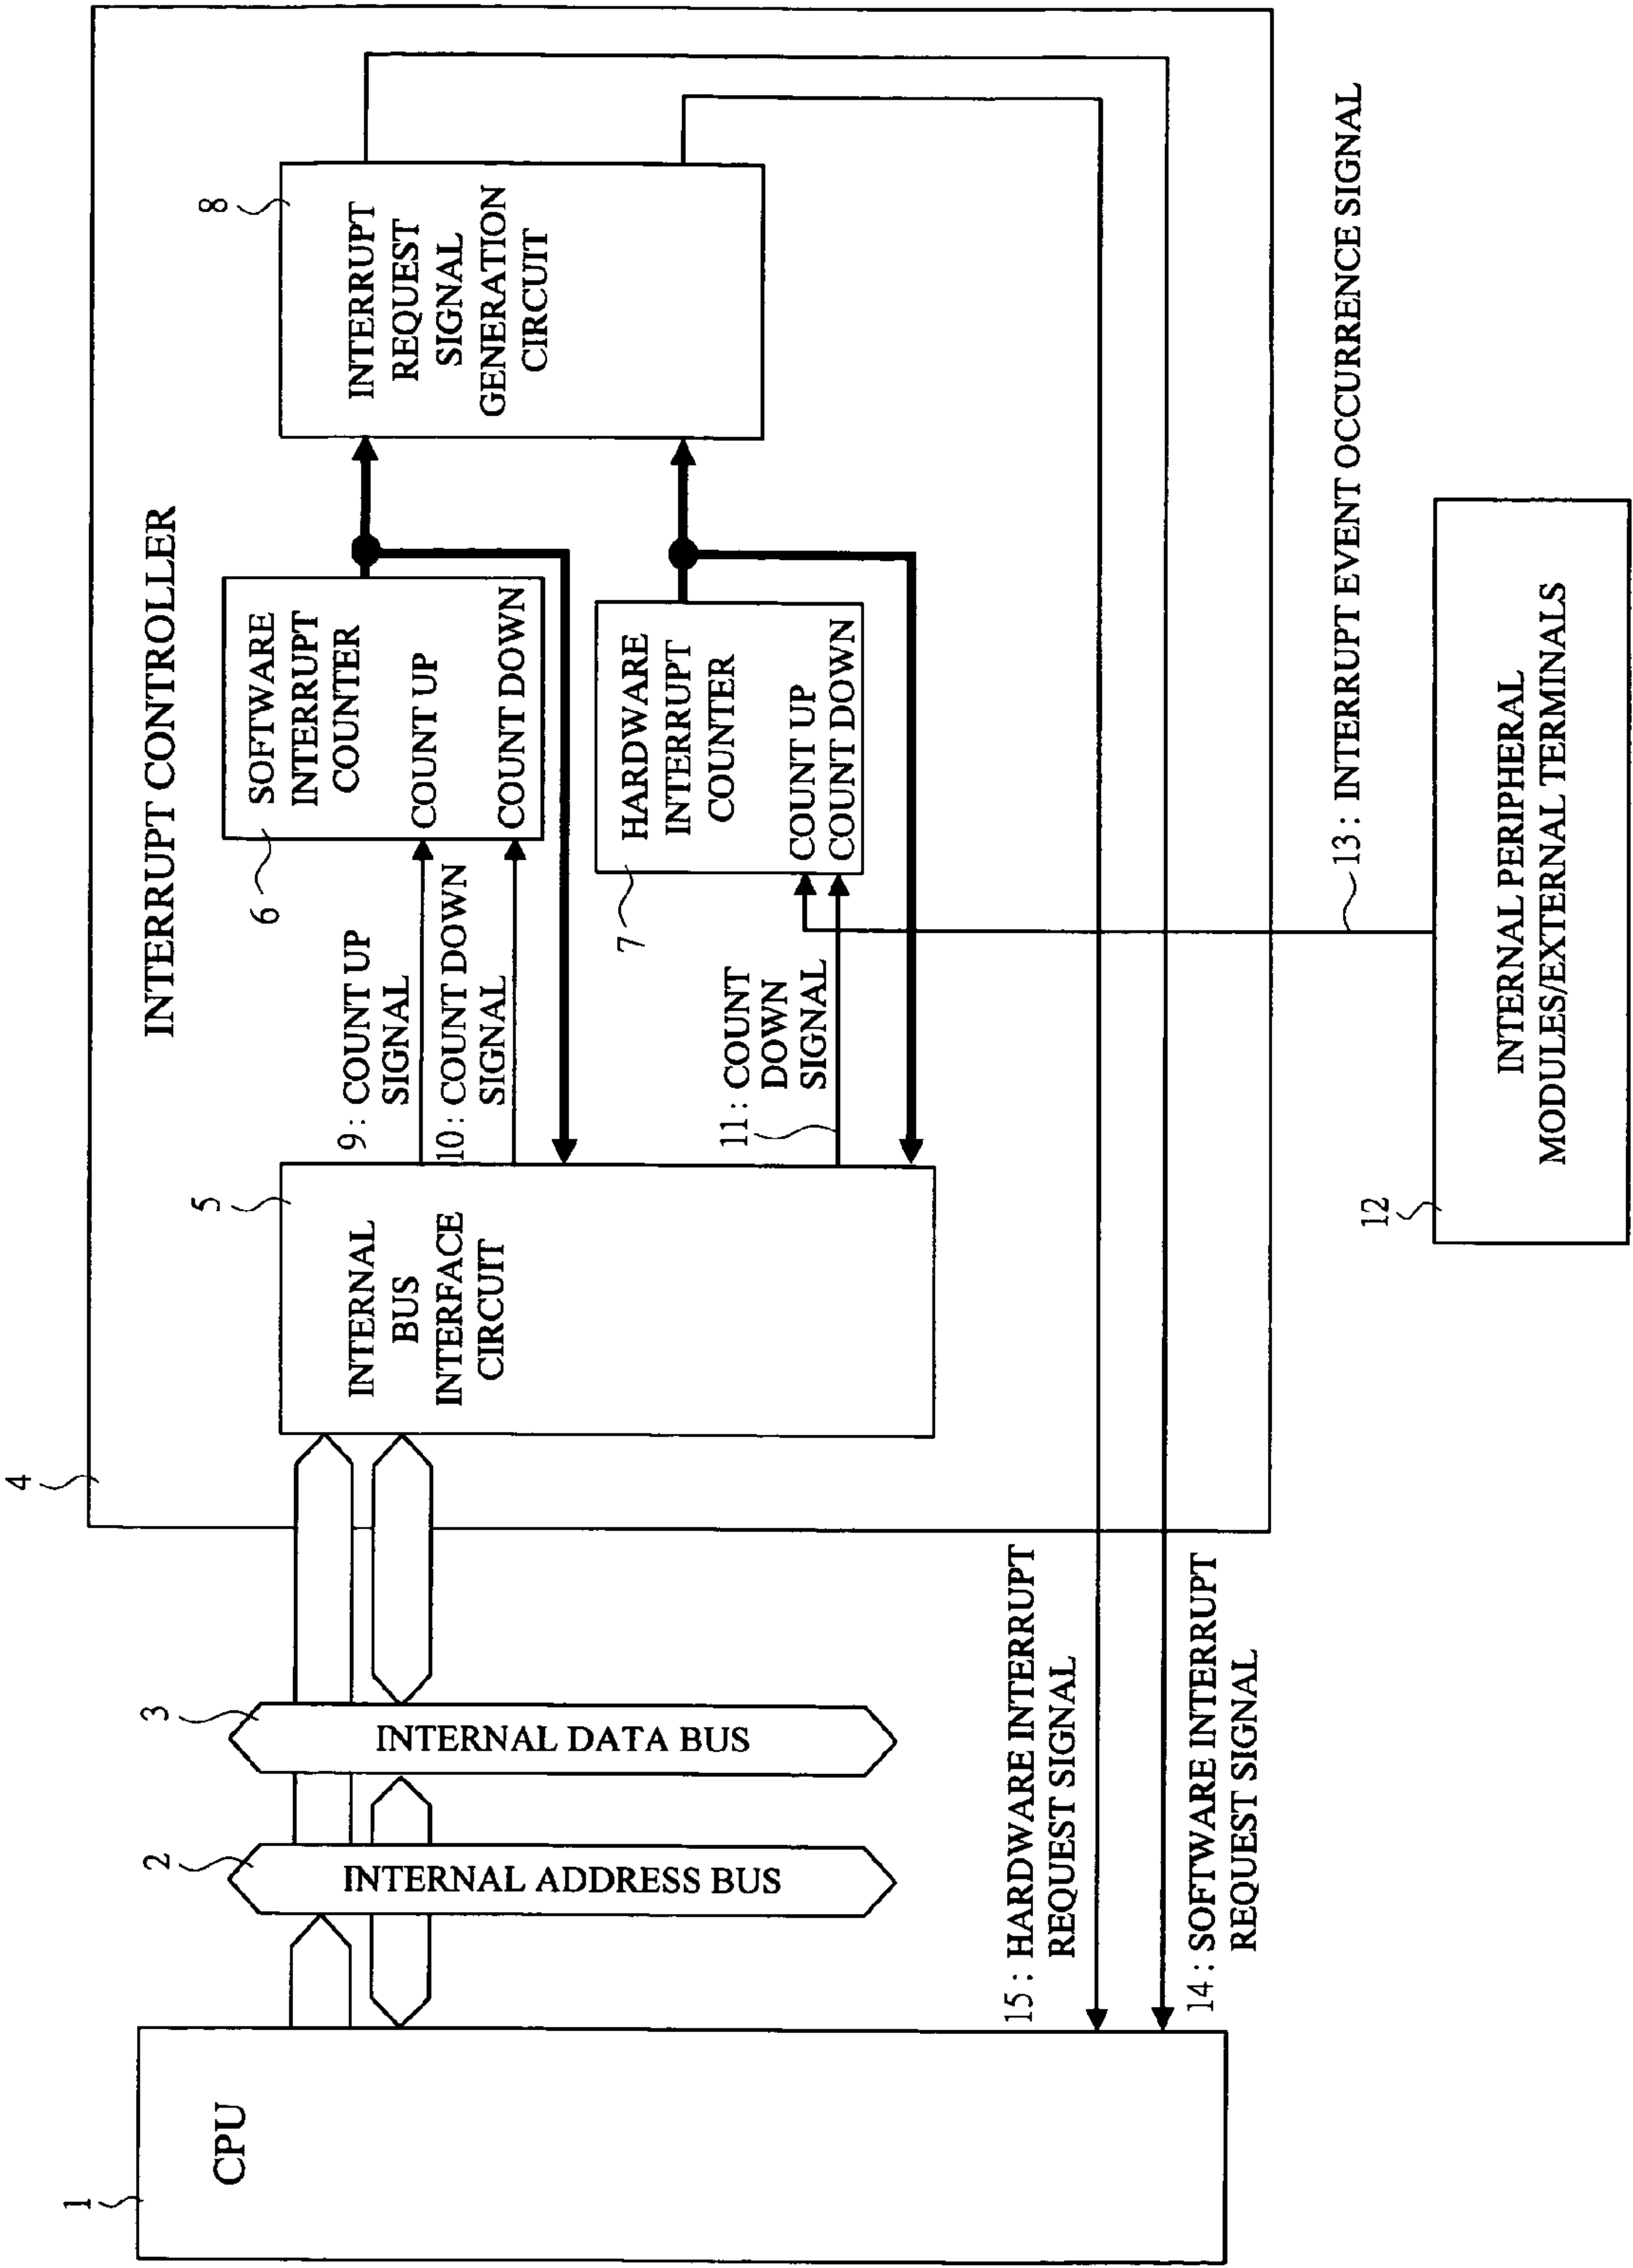 INTERRUPT CONTROLLER
4
1
CPU
2
INTERNAL ADDRESS BUS
3
INTERNAL DATA BUS
5
INTERNAL
BUS
INTERFACE
CIRCUIT
9 : COUNT UP
SIGNAL
10 : COUNT DOWN
SIGNAL
11 : COUNT
DOWN
SIGNAL
6
SOFTWARE
INTERRUPT
COUNTER
COUNT UP
COUNT DOWN
7
HARDWARE
INTERRUPT
COUNTER
COUNT UP
COUNT DOWN
8
INTERRUPT
REQUEST
SIGNAL
GENERATION
CIRCUIT
15 : HARDWARE INTERRUPT
REQUEST SIGNAL
14 : SOFTWARE INTERRUPT
REQUEST SIGNAL
13 : INTERRUPT EVENT OCCURRENCE SIGNAL
12
INTERNAL PERIPHERAL
MODULES/EXTERNAL TERMINALS